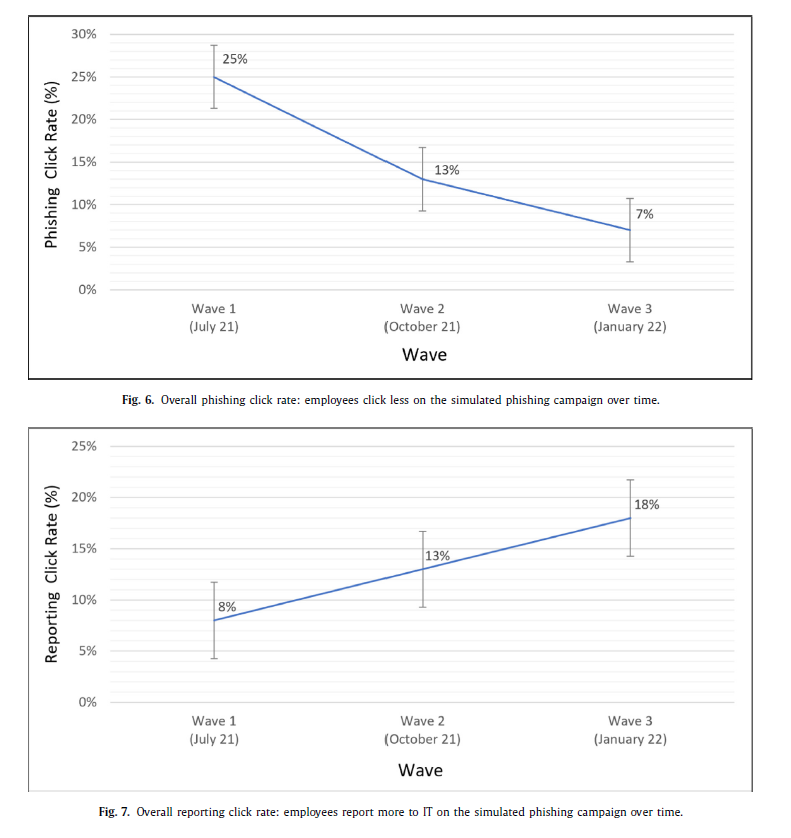 30%
25%
25%
20%
15%
13%
10%
7%
5%
0%
Phishing Click Rate (%)
Wave 1
(July 21)
Wave 2
(October 21)
Wave 3
(January 22)
Wave
Fig. 6. Overall phishing click rate: employees click less on the simulated phishing campaign over time.
25%
20%
18%
15%
13%
10%
8%
5%
0%
Reporting Click Rate (%)
Wave 1
(July 21)
Wave 2
(October 21)
Wave 3
(January 22)
Wave
Fig. 7. Overall reporting click rate: employees report more to IT on the simulated phishing campaign over time.